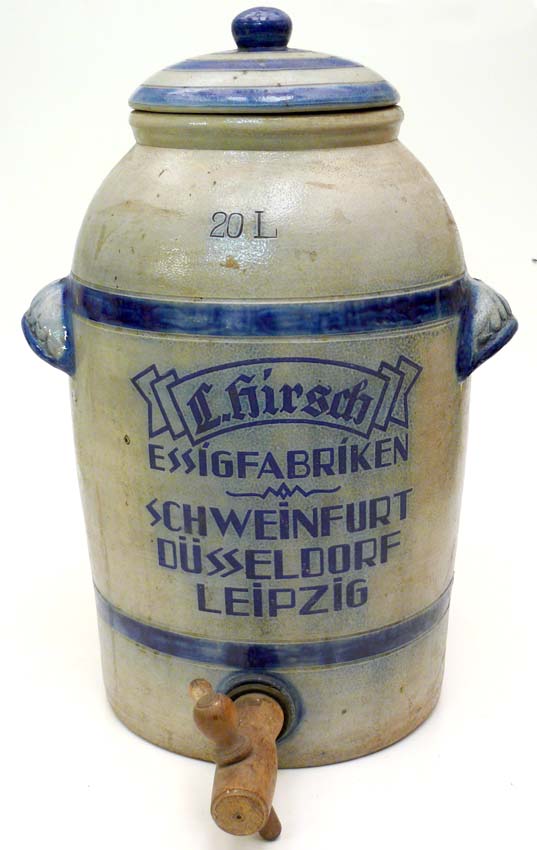 20 L
L. Hirsch
ESSIGFABRIKEN
SCHWEINFURT
DÜSSELDORF
LEIPZIG